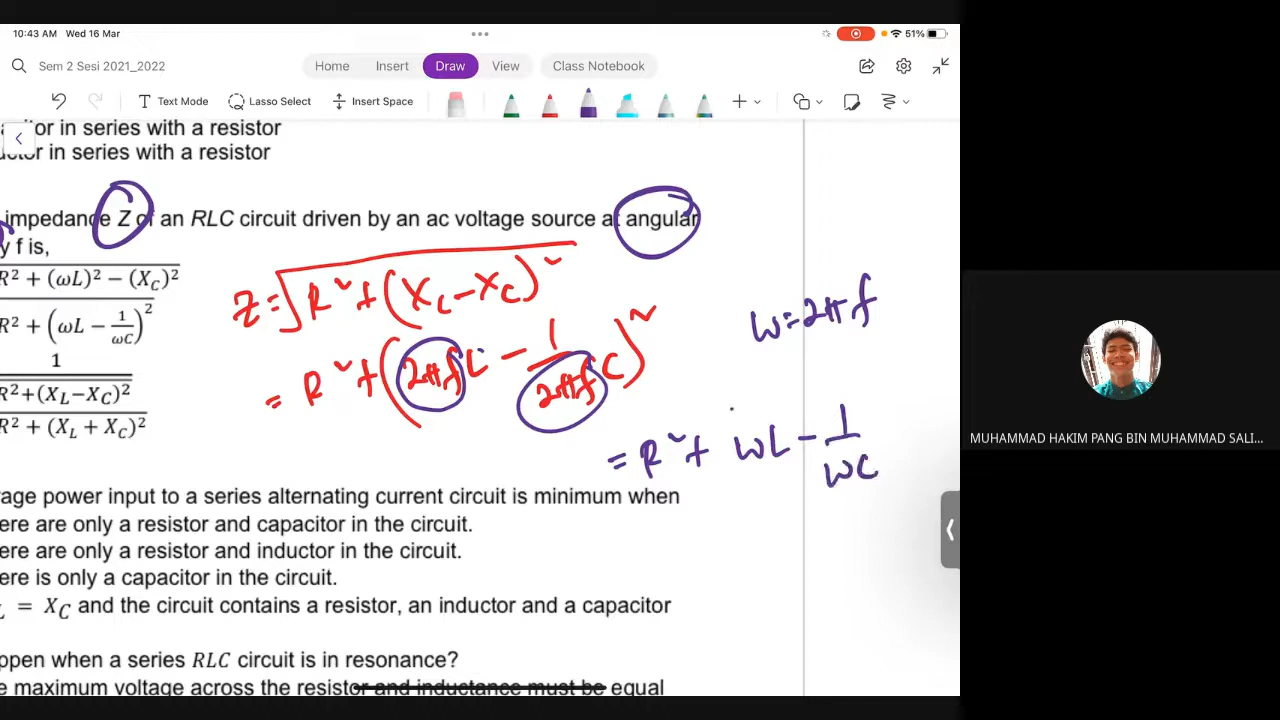 10:43 AM Wed 16 Mar
51%
Sem 2 Sesi 2021_2022
Home Insert Draw View Class Notebook
Text Mode Lasso Select Insert Space
in series with a resistor
in series with a resistor
impedance Z of an RLC circuit driven by an ac voltage source at angular
f is,
R² + (ωL)² − (X_C)²
R² + (ωL − 1/ωC)²
1
R²+(X_L−X_C)²
R² + (X_L + X_C)²
Z = √R² + (X_L − X_C)²
= R² + (2πfL − 1/2πfC)²
ω = 2πf
= R² + ωL − 1/ωC
power input to a series alternating current circuit is minimum when
are only a resistor and capacitor in the circuit.
are only a resistor and inductor in the circuit.
is only a capacitor in the circuit.
= X_C and the circuit contains a resistor, an inductor and a capacitor
when a series RLC circuit is in resonance?
maximum voltage across the resistor and inductance must be equal
MUHAMMAD HAKIM PANG BIN MUHAMMAD SALI...